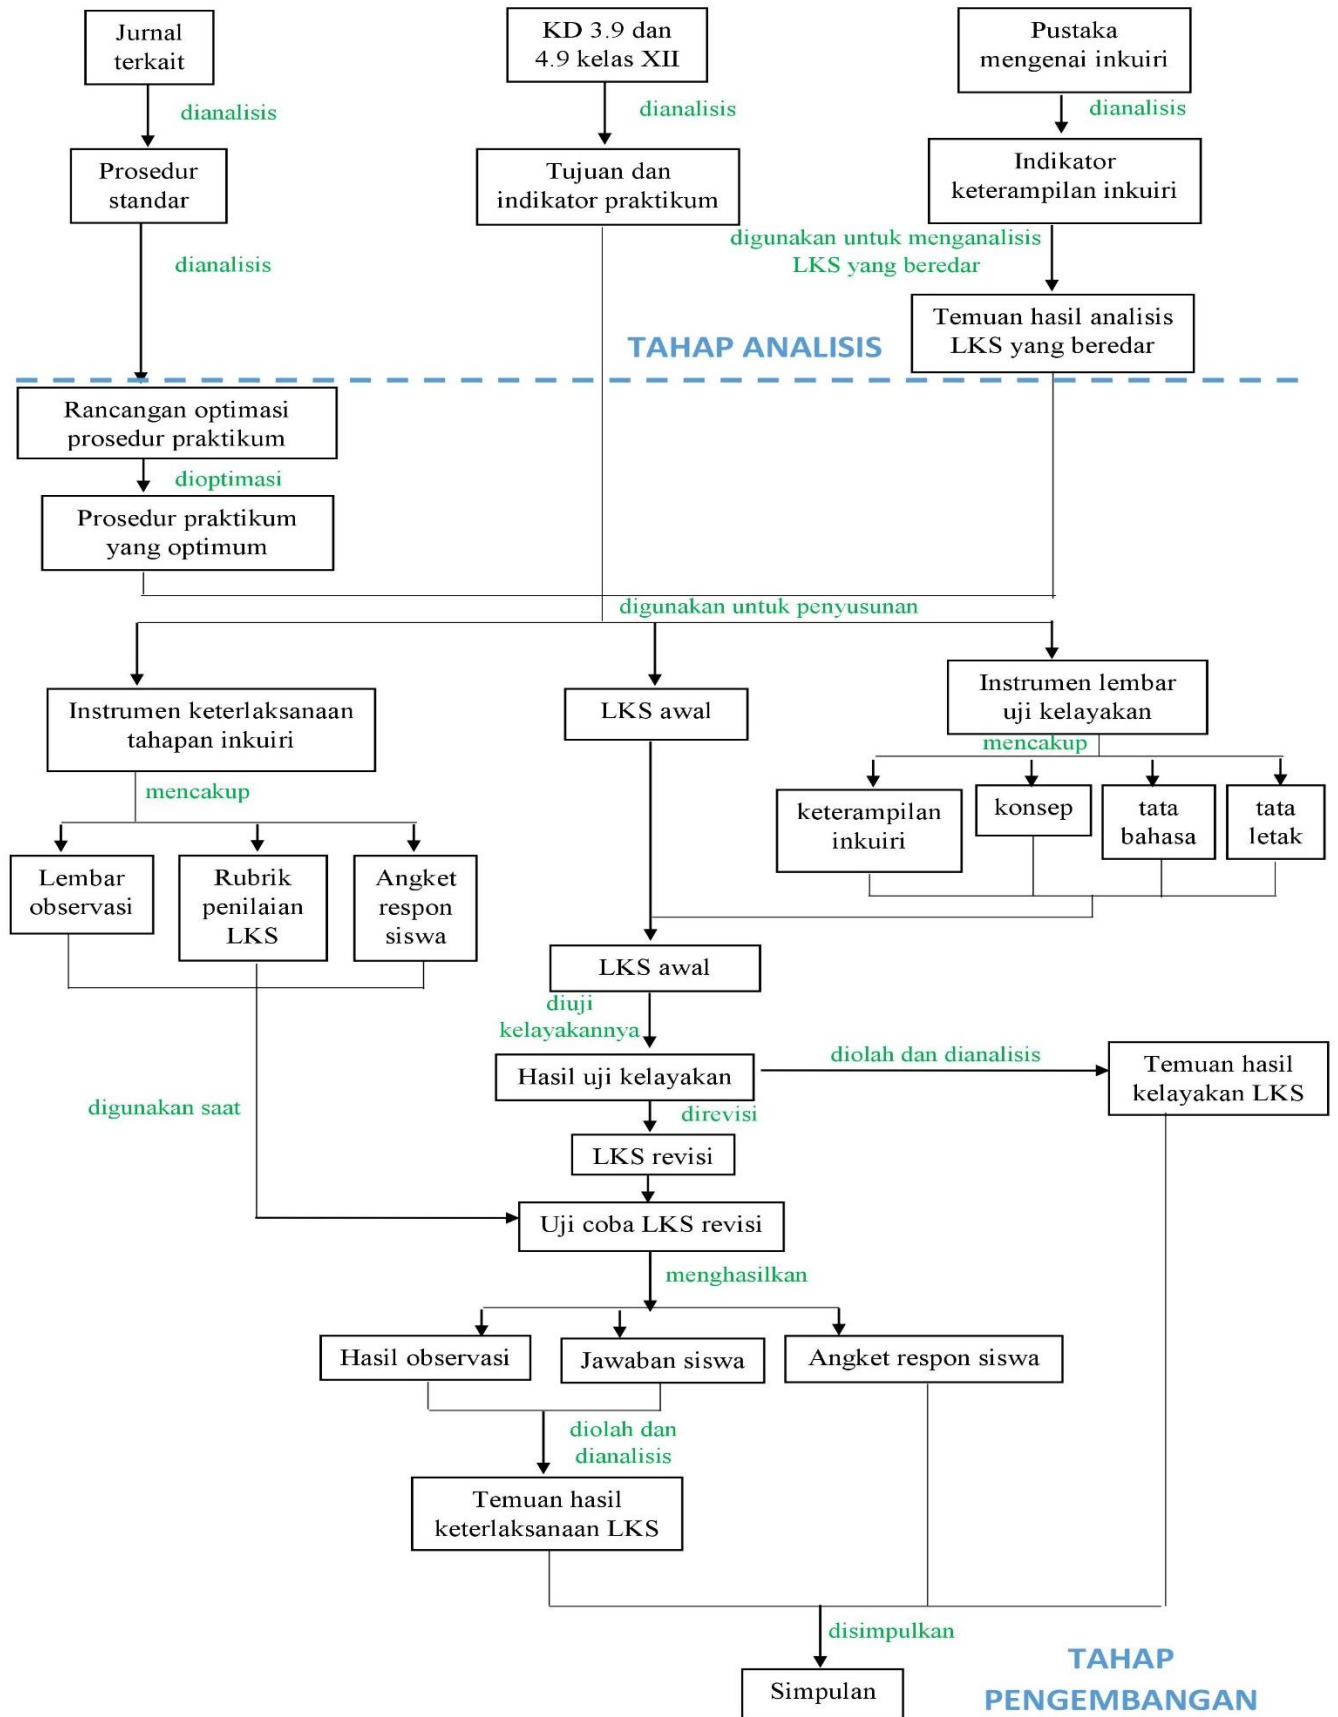 Jurnal
terkait
KD 3.9 dan
4.9 kelas XII
Pustaka
mengenai inkuiri
dianalisis
dianalisis
dianalisis
Prosedur
standar
Tujuan dan
indikator praktikum
Indikator
keterampilan inkuiri
dianalisis
digunakan untuk menganalisis
LKS yang beredar
Temuan hasil analisis
LKS yang beredar
TAHAP ANALISIS
Rancangan optimasi
prosedur praktikum
dioptimasi
Prosedur praktikum
yang optimum
digunakan untuk penyusunan
Instrumen keterlaksanaan
tahapan inkuiri
LKS awal
Instrumen lembar
uji kelayakan
mencakup
mencakup
keterampilan
inkuiri
konsep
tata
bahasa
tata
letak
Lembar
observasi
Rubrik
penilaian
LKS
Angket
respon
siswa
LKS awal
diuji
kelayakannya
Hasil uji kelayakan
diolah dan dianalisis
Temuan hasil
kelayakan LKS
digunakan saat
direvisi
LKS revisi
Uji coba LKS revisi
menghasilkan
Hasil observasi
Jawaban siswa
Angket respon siswa
diolah dan
dianalisis
Temuan hasil
keterlaksanaan LKS
disimpulkan
Simpulan
TAHAP
PENGEMBANGAN